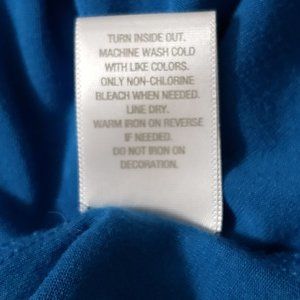 TURN INSIDE OUT.
MACHINE WASH COLD
WITH LIKE COLORS.
ONLY NON-CHLORINE
BLEACH WHEN NEEDED.
LINE DRY.
WARM IRON ON REVERSE
IF NEEDED.
DO NOT IRON ON
DECORATION.